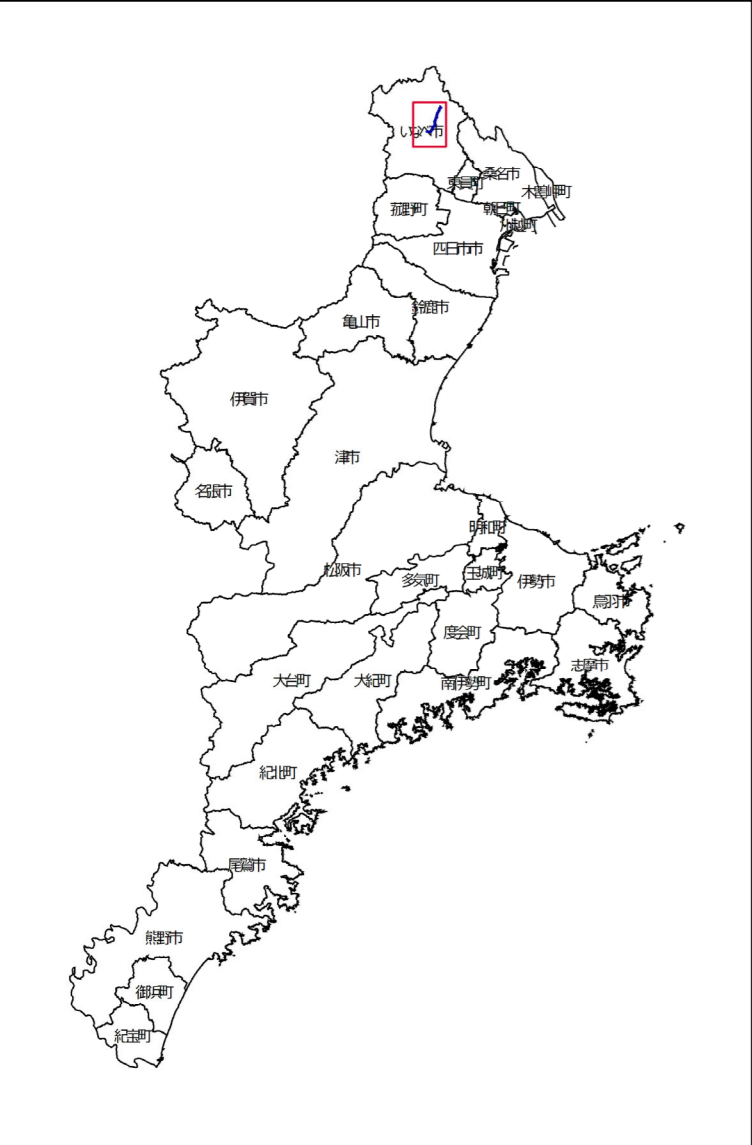 いなべ市
桑名市
東員町
木曽岬町
菰野町
朝日町
川越町
四日市市
鈴鹿市
亀山市
伊賀市
津市
名張市
明和町
松阪市
多気町
玉城町
伊勢市
鳥羽市
度会町
志摩市
大台町
大紀町
南伊勢町
紀北町
尾鷲市
熊野市
御浜町
紀宝町